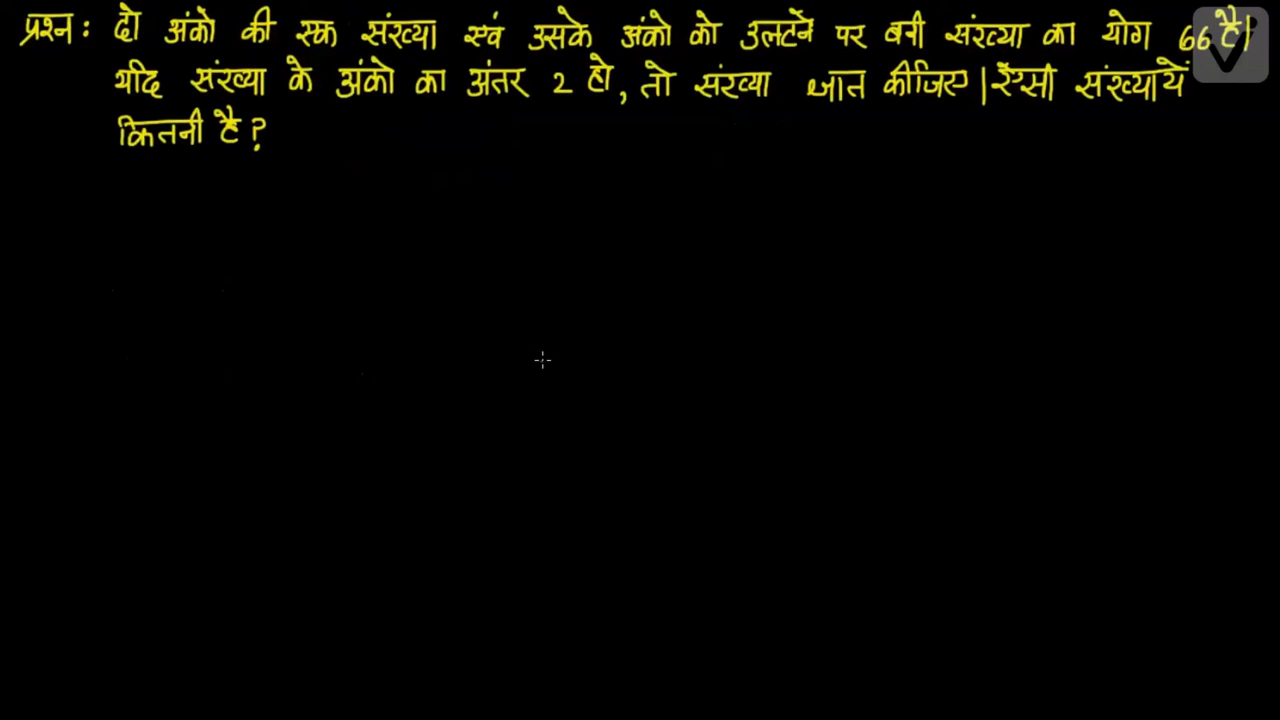 प्रश्न: दो अंको की एक संख्या एवं उसके अंको को उलटने पर बनी संख्या का योग 66 है।
यदि संख्या के अंको का अंतर 2 हो, तो संख्या ज्ञात कीजिए | ऐसी संख्यायें
कितनी है?